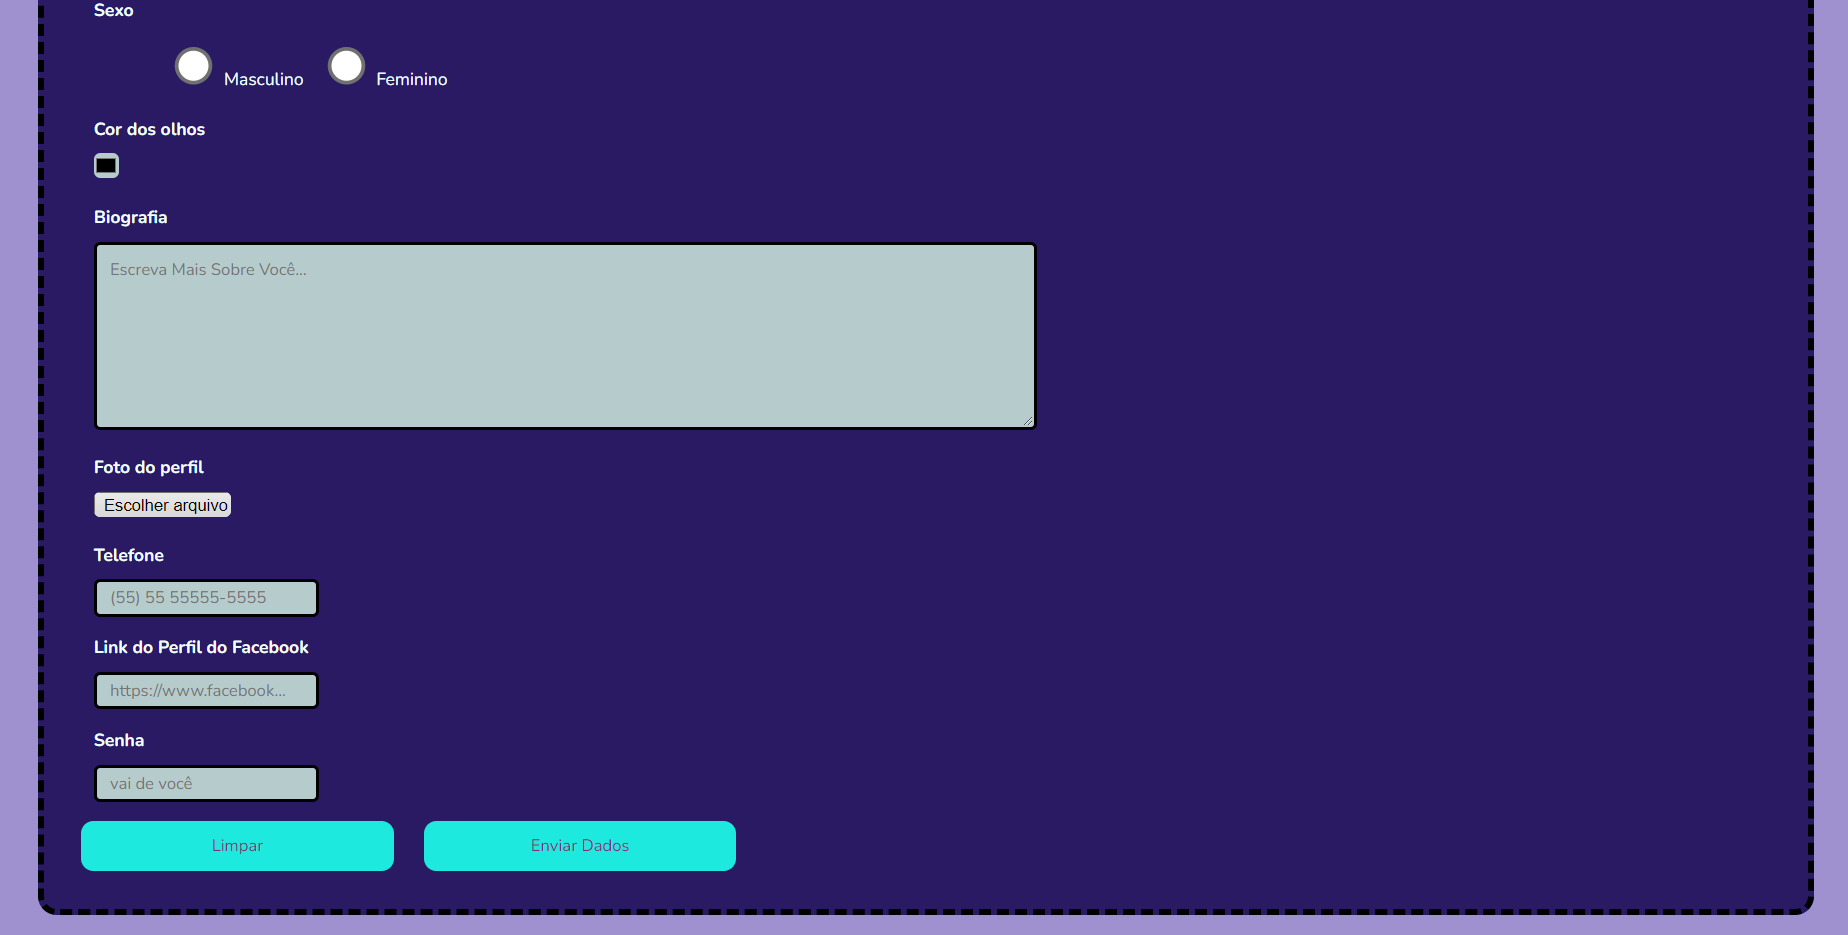 Sexo
Masculino Feminino
Cor dos olhos
Biografia
Escreva Mais Sobre Você...
Foto do perfil
Escolher arquivo
Telefone
(55) 55 55555-5555
Link do Perfil do Facebook
https://www.facebook...
Senha
vai de você
Limpar Enviar Dados